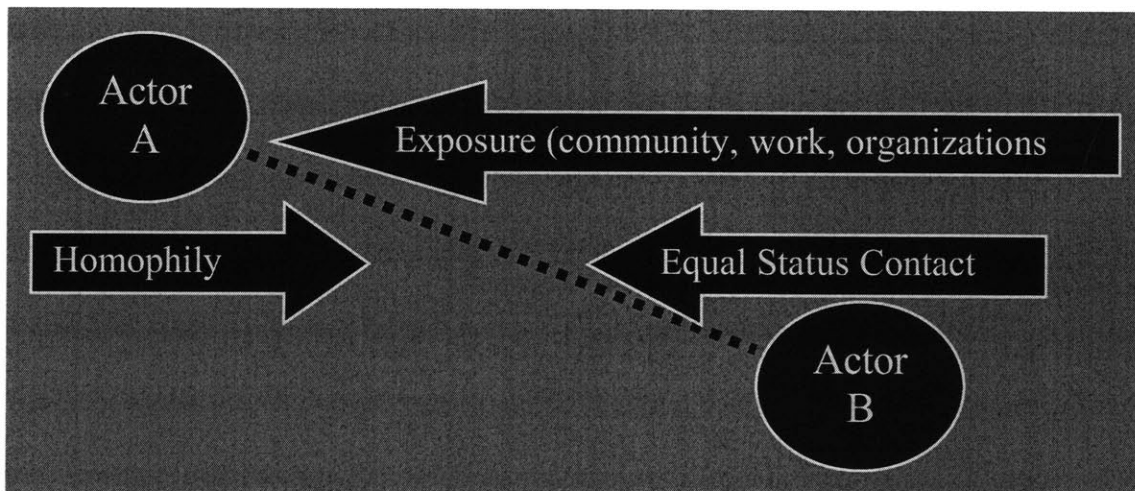 Actor
A
Exposure (community, work, organizations
Homophily
Equal Status Contact
Actor
B